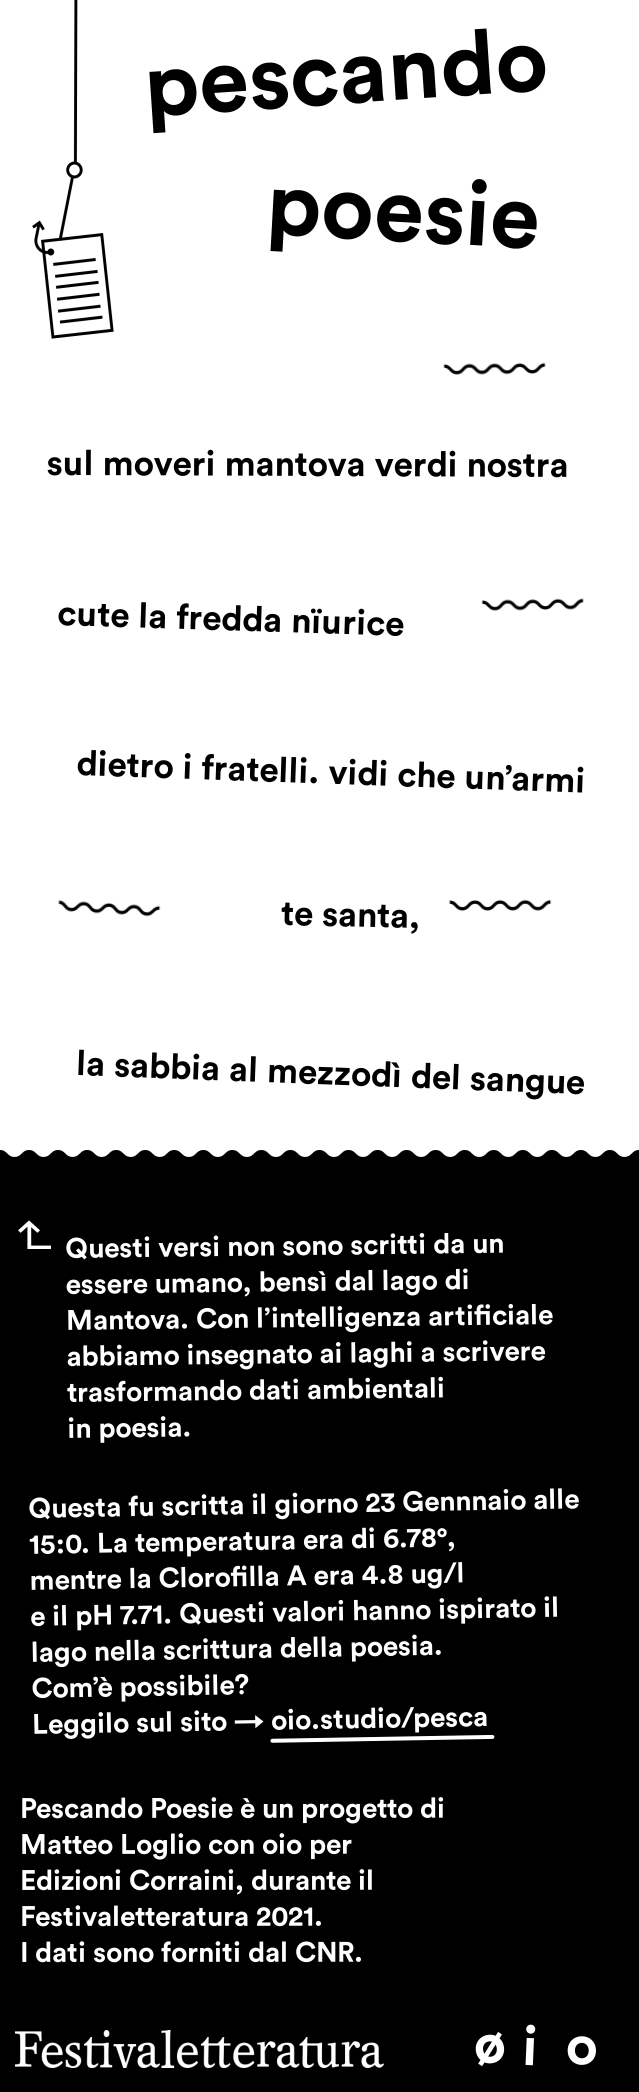 pescando
poesie
sul moveri mantova verdi nostra
cute la fredda nïurice
dietro i fratelli. vidi che un’armi
te santa,
la sabbia al mezzodì del sangue
Questi versi non sono scritti da un
essere umano, bensì dal lago di
Mantova. Con l’intelligenza artificiale
abbiamo insegnato ai laghi a scrivere
trasformando dati ambientali
in poesia.
Questa fu scritta il giorno 23 Gennnaio alle
15:0. La temperatura era di 6.78°,
mentre la Clorofilla A era 4.8 ug/l
e il pH 7.71. Questi valori hanno ispirato il
lago nella scrittura della poesia.
Com’è possibile?
Leggilo sul sito → oio.studio/pesca
Pescando Poesie è un progetto di
Matteo Loglio con oio per
Edizioni Corraini, durante il
Festivaletteratura 2021.
I dati sono forniti dal CNR.
Festivaletteratura øio